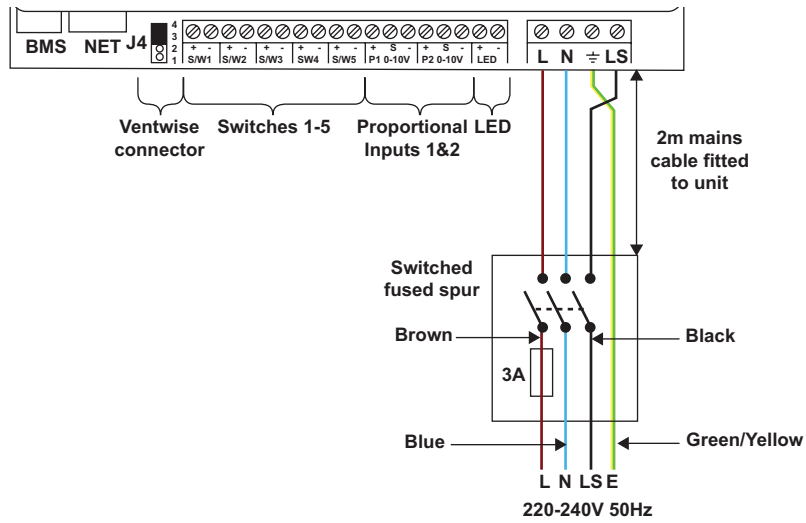 BMS NET J4
4
3
2
1
+ - + - + - + - + - + S - + S - + -
S/W1 S/W2 S/W3 SW4 S/W5 P1 0-10V P2 0-10V LED
L N ⏚ LS
Ventwise
connector
Switches 1-5
Proportional
Inputs 1&2
LED
2m mains
cable fitted
to unit
Switched
fused spur
Brown
Black
3A
Blue
Green/Yellow
L N LS E
220-240V 50Hz